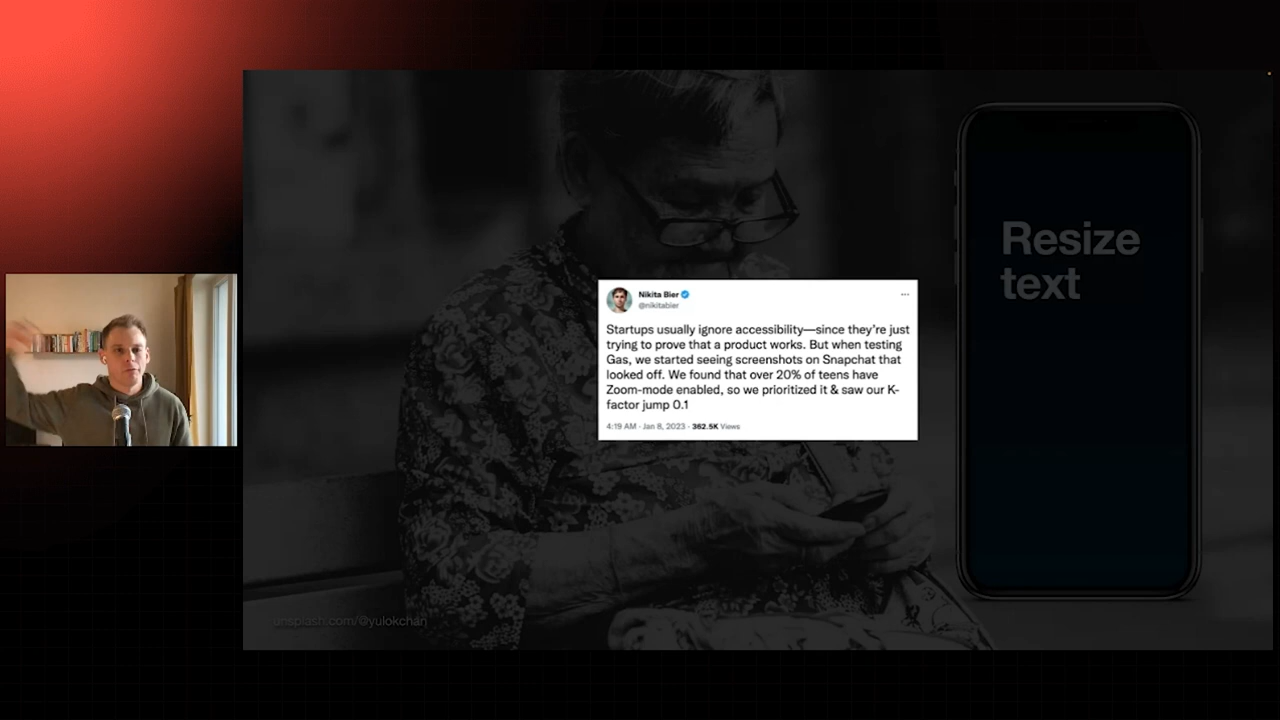 Nikita Bier
@nikitabier
Startups usually ignore accessibility—since they're just
trying to prove that a product works. But when testing
Gas, we started seeing screenshots on Snapchat that
looked off. We found that over 20% of teens have
Zoom-mode enabled, so we prioritized it & saw our K-
factor jump 0.1
4:19 AM · Jan 8, 2023 · 362.5K Views
Resize
text
unsplash.com/@yulokchan